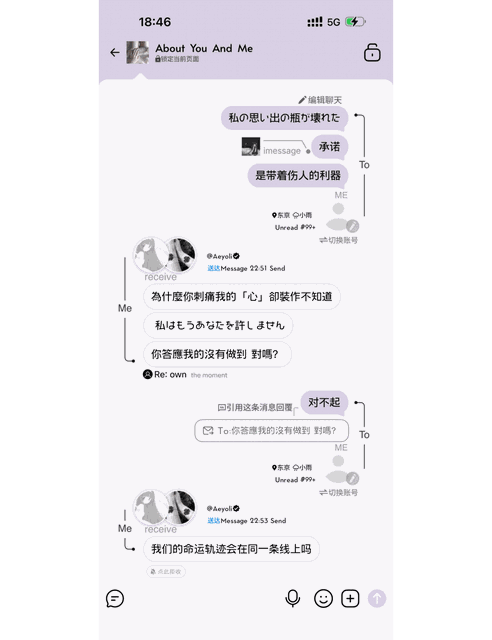 18:46
5G
About You And Me
锁定当前页面
编辑聊天
私の思い出の瓶が壊れた
imessage
承诺
To
是带着伤人的利器
ME
东京 小雨
Unread #99+
切换账号
@Aeyoli
送达Message 22:51 Send
receive
為什麼你刺痛我的「心」卻裝作不知道
Me
私はもうあなたを許しません
你答應我的沒有做到 對嗎?
Re: own the moment
对不起
引用这条消息回覆
To:你答應我的沒有做到 對嗎?
To
ME
东京 小雨
Unread #99+
切换账号
@Aeyoli
送达Message 22:53 Send
Me
receive
我们的命运轨迹会在同一条线上吗